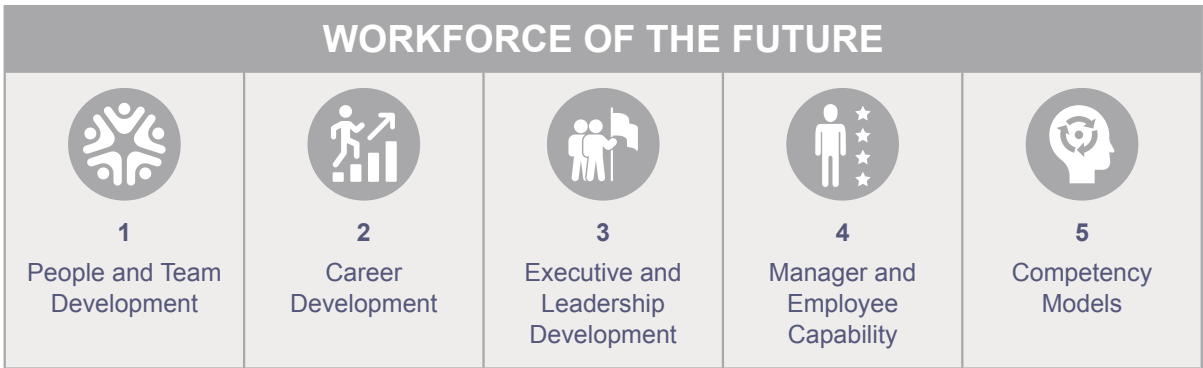 WORKFORCE OF THE FUTURE
1
People and Team
Development
2
Career
Development
3
Executive and
Leadership
Development
4
Manager and
Employee
Capability
5
Competency
Models